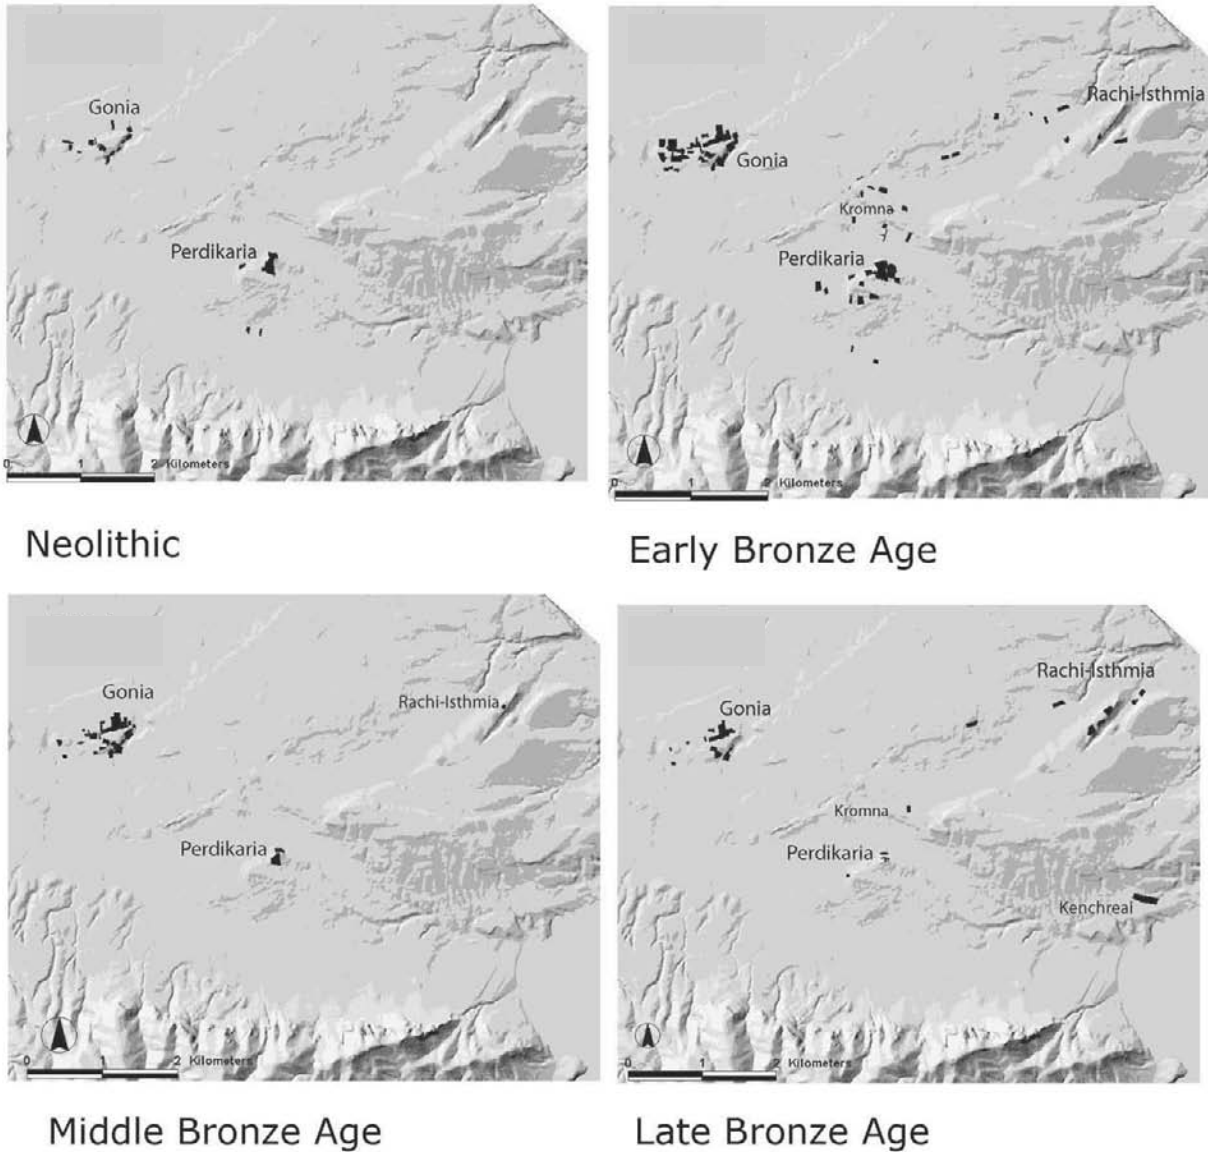 Gonia
Perdikaria
0 1 2 Kilometers
Neolithic
Rachi-Isthmia
Gonia
Kromna
Perdikaria
0 1 2 Kilometers
Early Bronze Age
Gonia
Rachi-Isthmia
Perdikaria
0 1 2 Kilometers
Middle Bronze Age
Rachi-Isthmia
Gonia
Kromna
Perdikaria
Kenchreai
0 1 2 Kilometers
Late Bronze Age